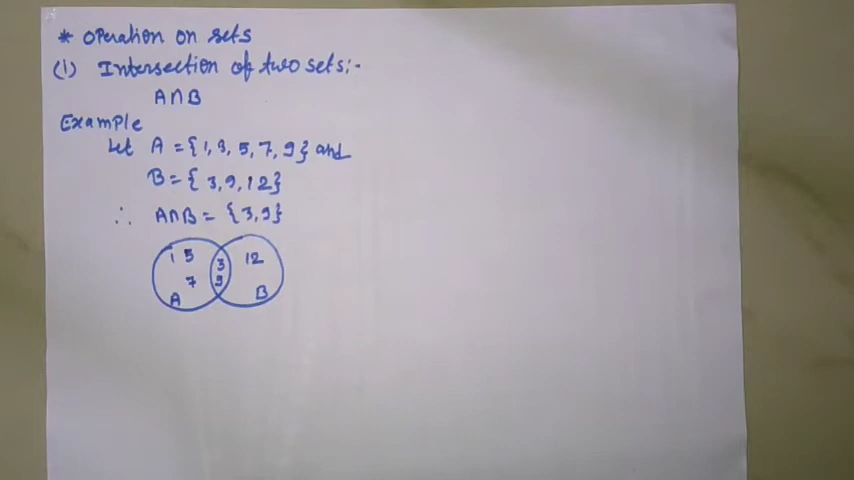 * Operation on sets
(i) Intersection of two sets:-
A∩B
Example
Let A = {1, 3, 5, 7, 9} and
B = { 3, 9, 12}
∴ A∩B = {3, 9}
1 5 3 12
7 9
A B